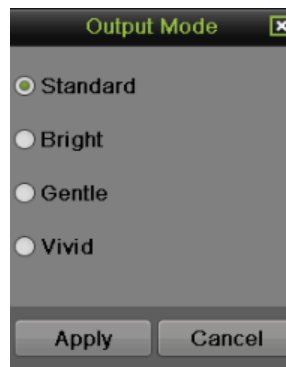 Output Mode
Standard
Bright
Gentle
Vivid
Apply Cancel